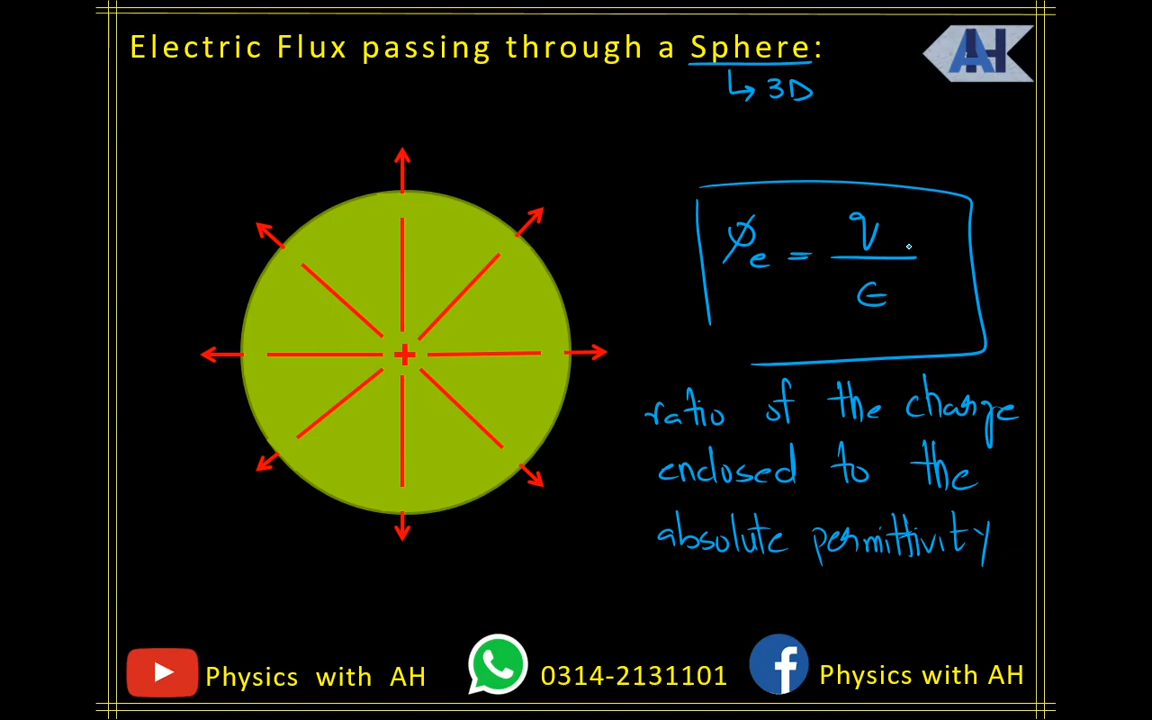 Electric Flux passing through a Sphere:
↳ 3D
AH
+
φe = q / ε
ratio of the charge
enclosed to the
absolute permittivity
Physics with AH
0314-2131101
Physics with AH